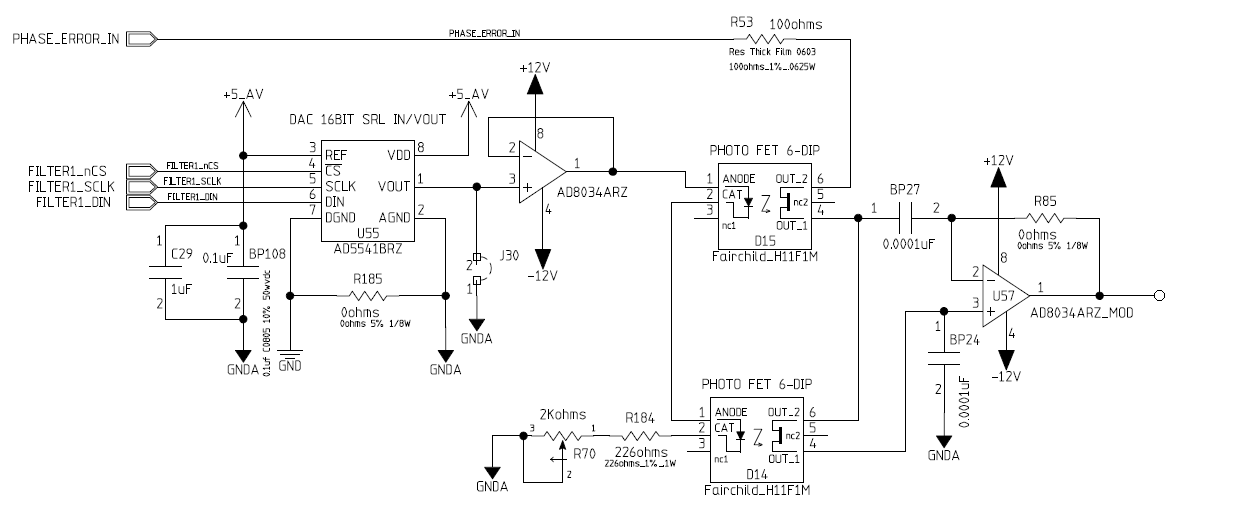 PHASE_ERROR_IN
PHASE_ERROR_IN
R53 100ohms
Res Thick Film 0603
100ohms_1%_.0625W
+5_AV
+5_AV
+12V
DAC 16BIT SRL IN/VOUT
FILTER1_nCS
FILTER1_nCS
FILTER1_SCLK
FILTER1_SCLK
FILTER1_DIN
FILTER1_DIN
3 REF VDD 8
4 CS
5 SCLK VOUT 1
6 DIN
7 DGND AGND 2
U55
AD5541BRZ
8
2
3
1
4
AD8034ARZ
-12V
1
C29
1uF
2
1
0.1uF
BP108
2
0.1uf C0805 10% 50wvdc
GNDA
GND
R185
0ohms
0ohms 5% 1/8W
GNDA
J30
2
1
GNDA
PHOTO FET 6-DIP
1 ANODE OUT_2 6
2 CAT nc2 5
3 nc1 OUT_1 4
D15
Fairchild_H11F1M
BP27
1 2
0.0001uF
+12V
R85
0ohms
0ohms 5% 1/8W
8
2
3
U57
1
4
AD8034ARZ_MOD
-12V
1
BP24
2
0.0001uF
GNDA
PHOTO FET 6-DIP
1 ANODE OUT_2 6
2 CAT nc2 5
3 nc1 OUT_1 4
D14
Fairchild_H11F1M
2Kohms
3 1
R70
2
R184
226ohms
226ohms_1%_.1W
GNDA